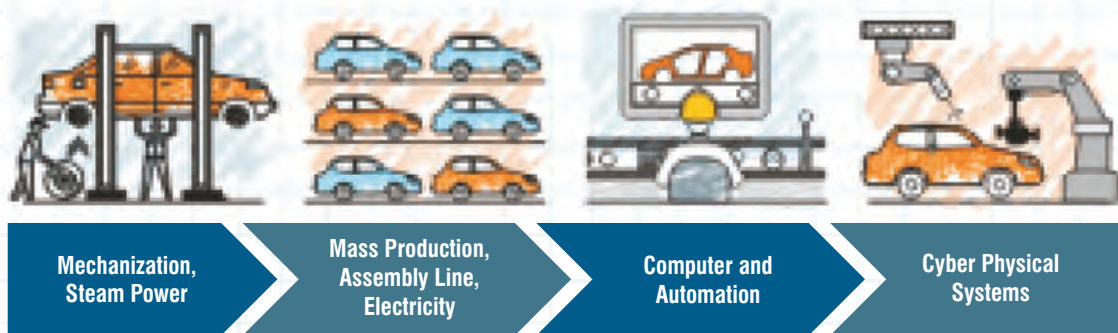 Mechanization,
Steam Power
Mass Production,
Assembly Line,
Electricity
Computer and
Automation
Cyber Physical
Systems